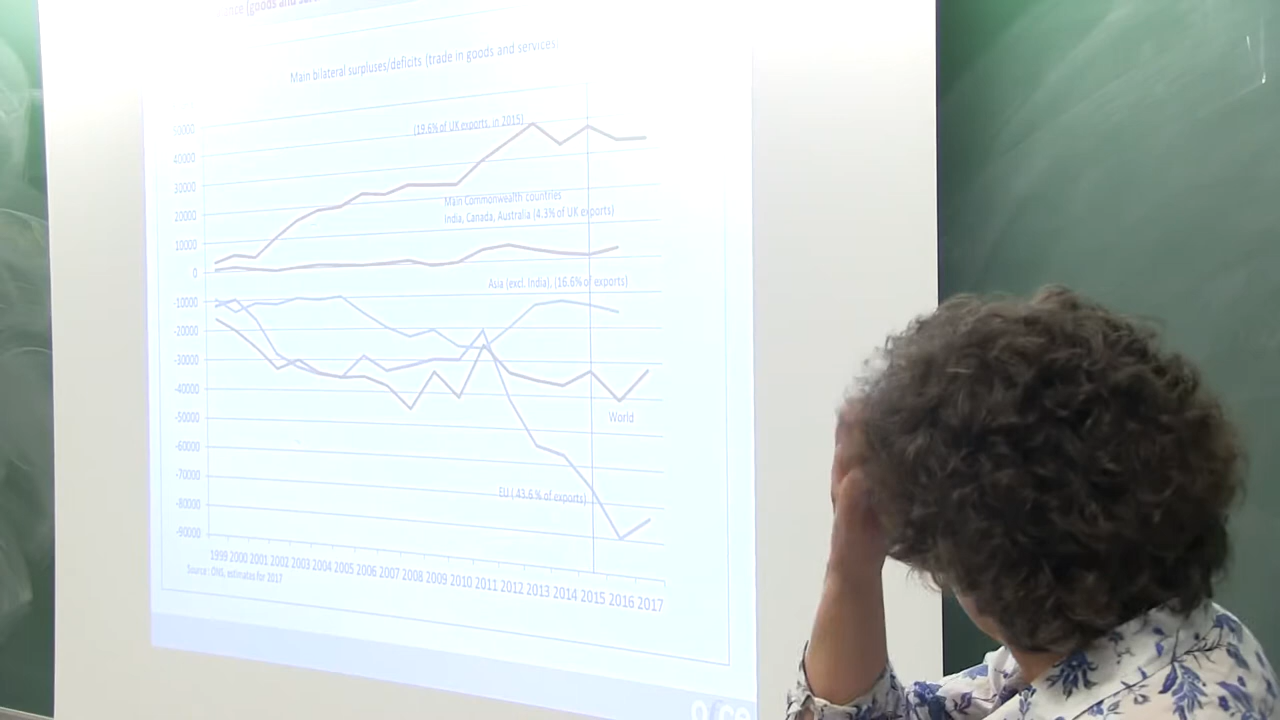 (goods and
Main bilateral surpluses/deficits (trade in goods and services)
50000
40000
30000
20000
10000
0
-10000
-20000
-30000
-40000
-50000
-60000
-70000
-80000
-90000
(19.6% of UK exports, in 2015)
Main Commonwealth countries
India, Canada, Australia (4.3% of UK exports)
Asia (excl. India), (16.6% of exports)
World
EU ( 43.6 % of exports)
1999 2000 2001 2002 2003 2004 2005 2006 2007 2008 2009 2010 2011 2012 2013 2014 2015 2016 2017
Source : ONS, estimates for 2017